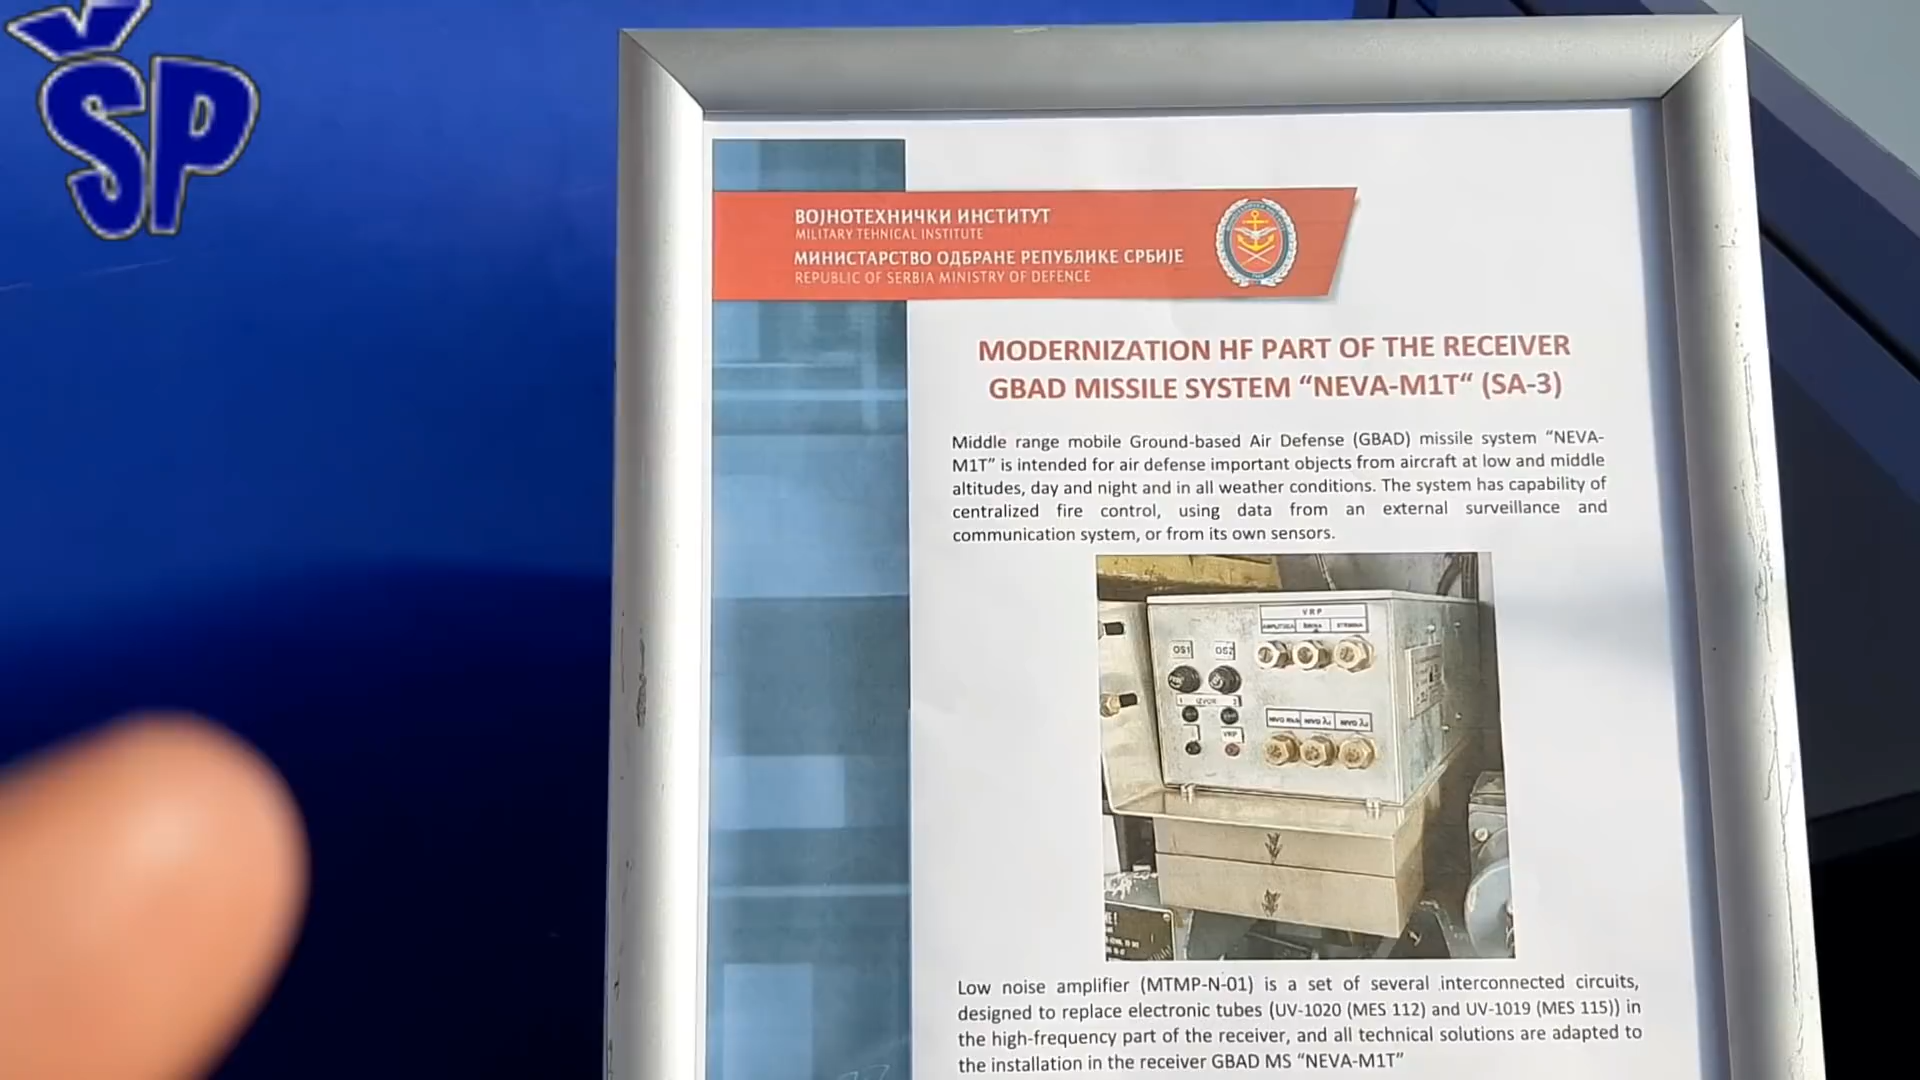 ŠP
ВОЈНОТЕХНИЧКИ ИНСТИТУТ
MILITARY TEHNICAL INSTITUTE
МИНИСТАРСТВО ОДБРАНЕ РЕПУБЛИКЕ СРБИЈЕ
REPUBLIC OF SERBIA MINISTRY OF DEFENCE
MODERNIZATION HF PART OF THE RECEIVER
GBAD MISSILE SYSTEM “NEVA-M1T“ (SA-3)
Middle range mobile Ground-based Air Defense (GBAD) missile system “NEVA-
M1T” is intended for air defense important objects from aircraft at low and middle
altitudes, day and night and in all weather conditions. The system has capability of
centralized fire control, using data from an external surveillance and
communication system, or from its own sensors.
VRP
AMPLITUDA ŠIRINA STRMINA
OS1 OS2
1 IZVOR 2
VRP
Low noise amplifier (MTMP-N-01) is a set of several interconnected circuits,
designed to replace electronic tubes (UV-1020 (MES 112) and UV-1019 (MES 115)) in
the high-frequency part of the receiver, and all technical solutions are adapted to
the installation in the receiver GBAD MS “NEVA-M1T”